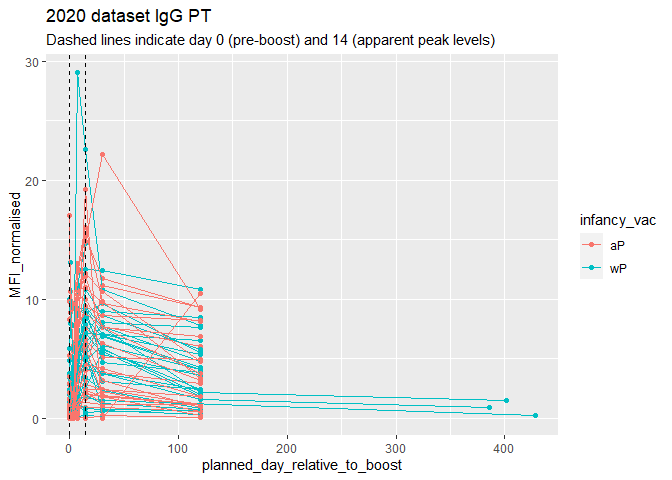 2020 dataset IgG PT
Dashed lines indicate day 0 (pre-boost) and 14 (apparent peak levels)
30
20
10
0
MFI_normalised
0
100
200
300
400
planned_day_relative_to_boost
infancy_vac
aP
wP